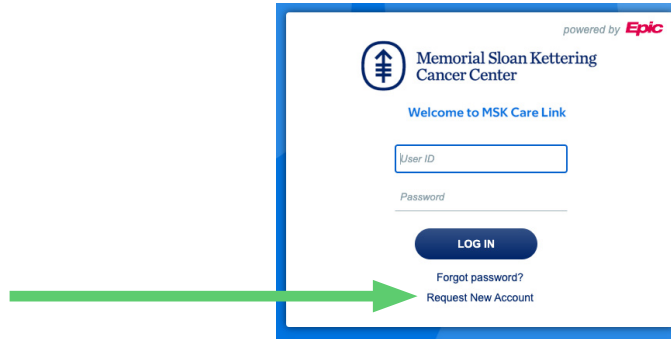 powered by Epic
Memorial Sloan Kettering
Cancer Center
Welcome to MSK Care Link
User ID
Password
LOG IN
Forgot password?
Request New Account